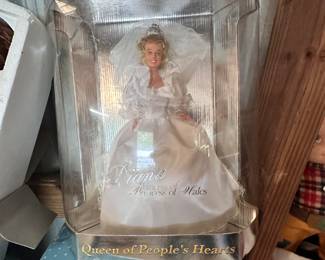 Diana
Princess of Wales
Queen of People's Hearts